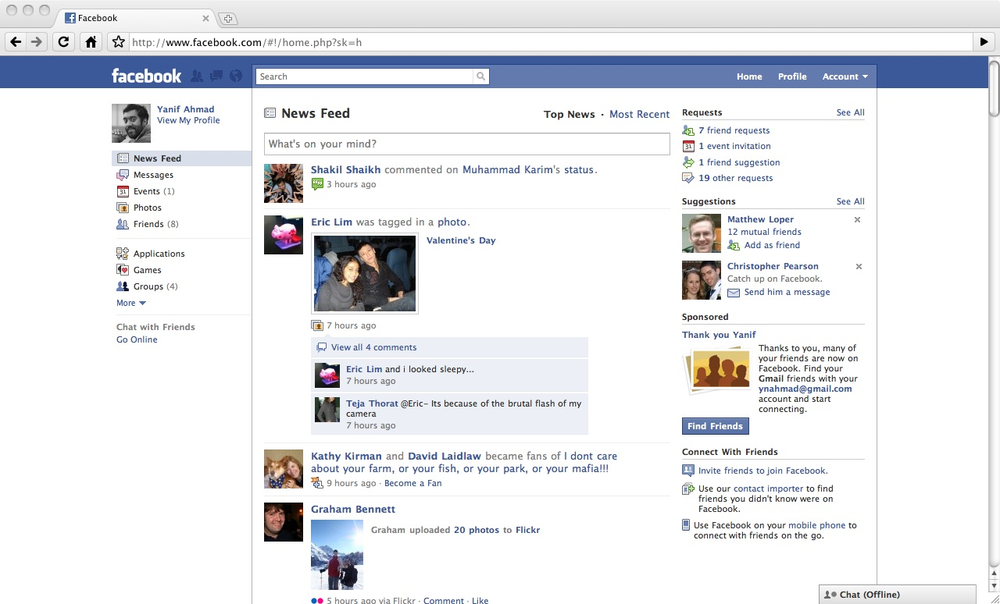 Facebook
http://www.facebook.com/#!/home.php?sk=h
facebook
Search
Home Profile Account
Yanif Ahmad
View My Profile
News Feed
Messages
31 Events (1)
Photos
Friends (8)
Applications
Games
Groups (4)
More
Chat with Friends
Go Online
News Feed
Top News · Most Recent
What's on your mind?
Shakil Shaikh commented on Muhammad Karim's status.
3 hours ago
Eric Lim was tagged in a photo.
Valentine's Day
7 hours ago
View all 4 comments
Eric Lim and i looked sleepy...
7 hours ago
Teja Thorat @Eric- Its because of the brutal flash of my
camera
7 hours ago
Kathy Kirman and David Laidlaw became fans of I dont care
about your farm, or your fish, or your park, or your mafia!!!
9 hours ago · Become a Fan
Graham Bennett
Graham uploaded 20 photos to Flickr
5 hours ago via Flickr · Comment · Like
Requests See All
7 friend requests
31 1 event invitation
1 friend suggestion
19 other requests
Suggestions See All
Matthew Loper
12 mutual friends
Add as friend
Christopher Pearson
Catch up on Facebook.
Send him a message
Sponsored
Thank you Yanif
Thanks to you, many of
your friends are now on
Facebook. Find your
Gmail friends with your
ynahmad@gmail.com
account and start
connecting.
Find Friends
Connect With Friends
Invite friends to join Facebook.
Use our contact importer to find
friends you didn't know were on
Facebook.
Use Facebook on your mobile phone to
connect with friends on the go.
Chat (Offline)